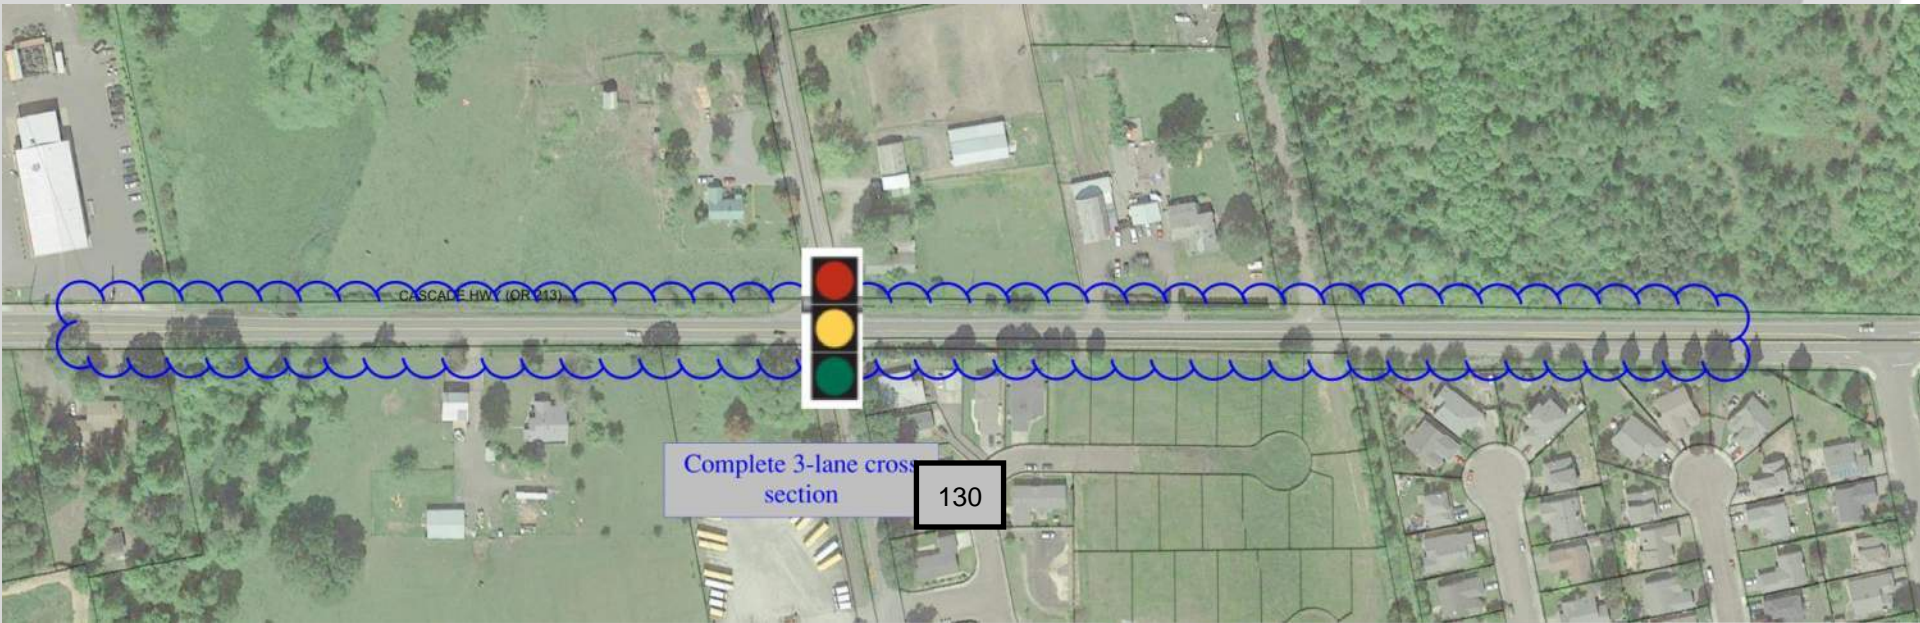 CASCADE HWY (OR 213)
Complete 3-lane cross
section
130